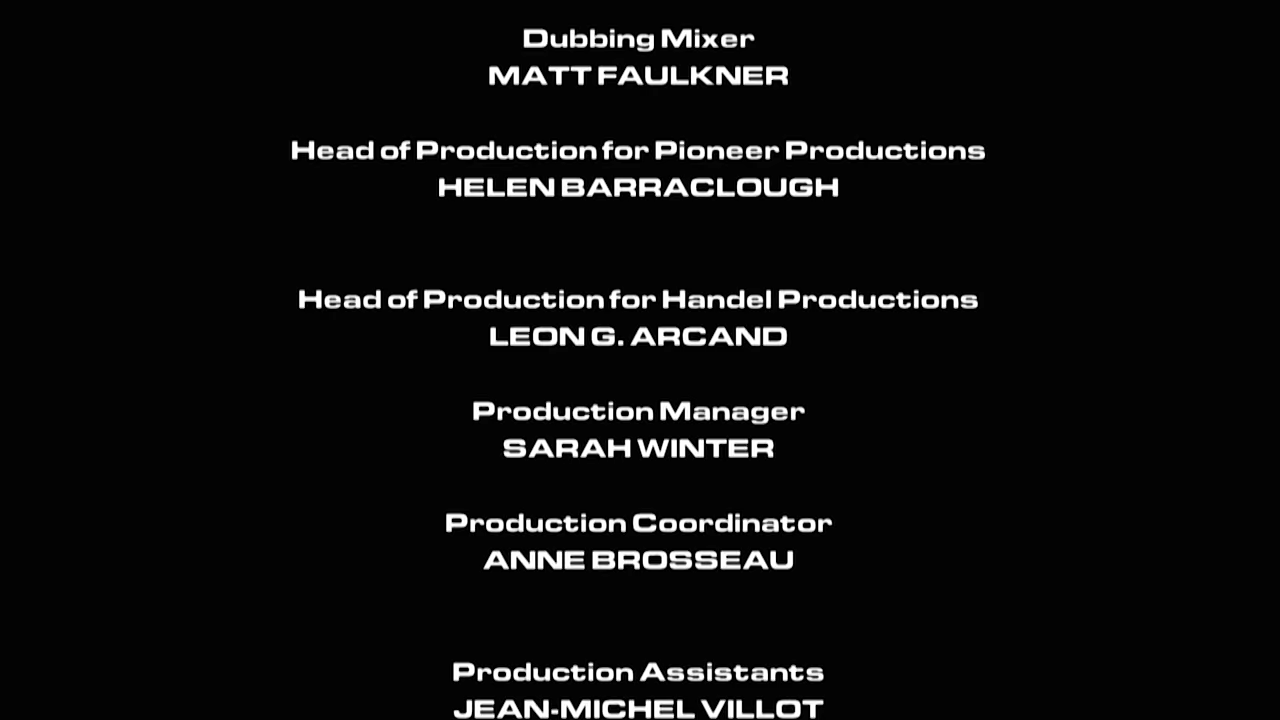 Dubbing Mixer
MATT FAULKNER
Head of Production for Pioneer Productions
HELEN BARRACLOUGH
Head of Production for Handel Productions
LEON G. ARCAND
Production Manager
SARAH WINTER
Production Coordinator
ANNE BROSSEAU
Production Assistants
JEAN-MICHEL VILLOT